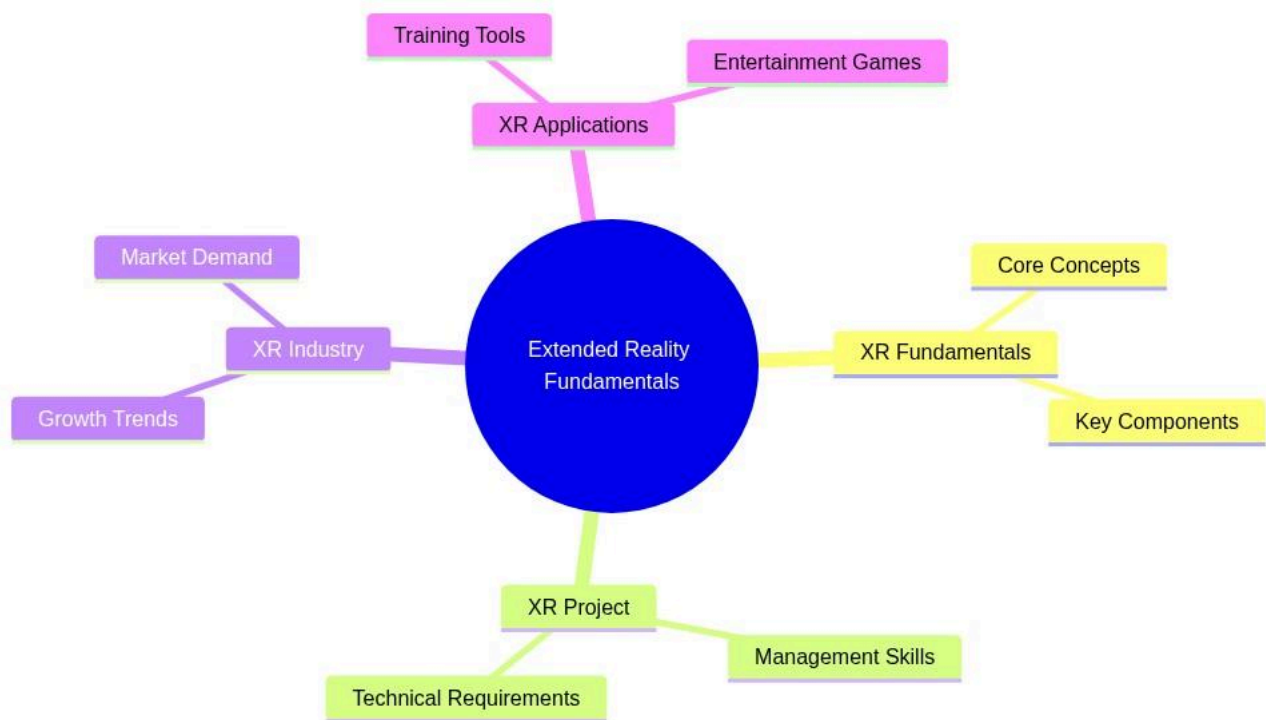 Training Tools
Entertainment Games
XR Applications
Market Demand
Core Concepts
XR Industry
Extended Reality
Fundamentals
XR Fundamentals
Growth Trends
Key Components
XR Project
Management Skills
Technical Requirements